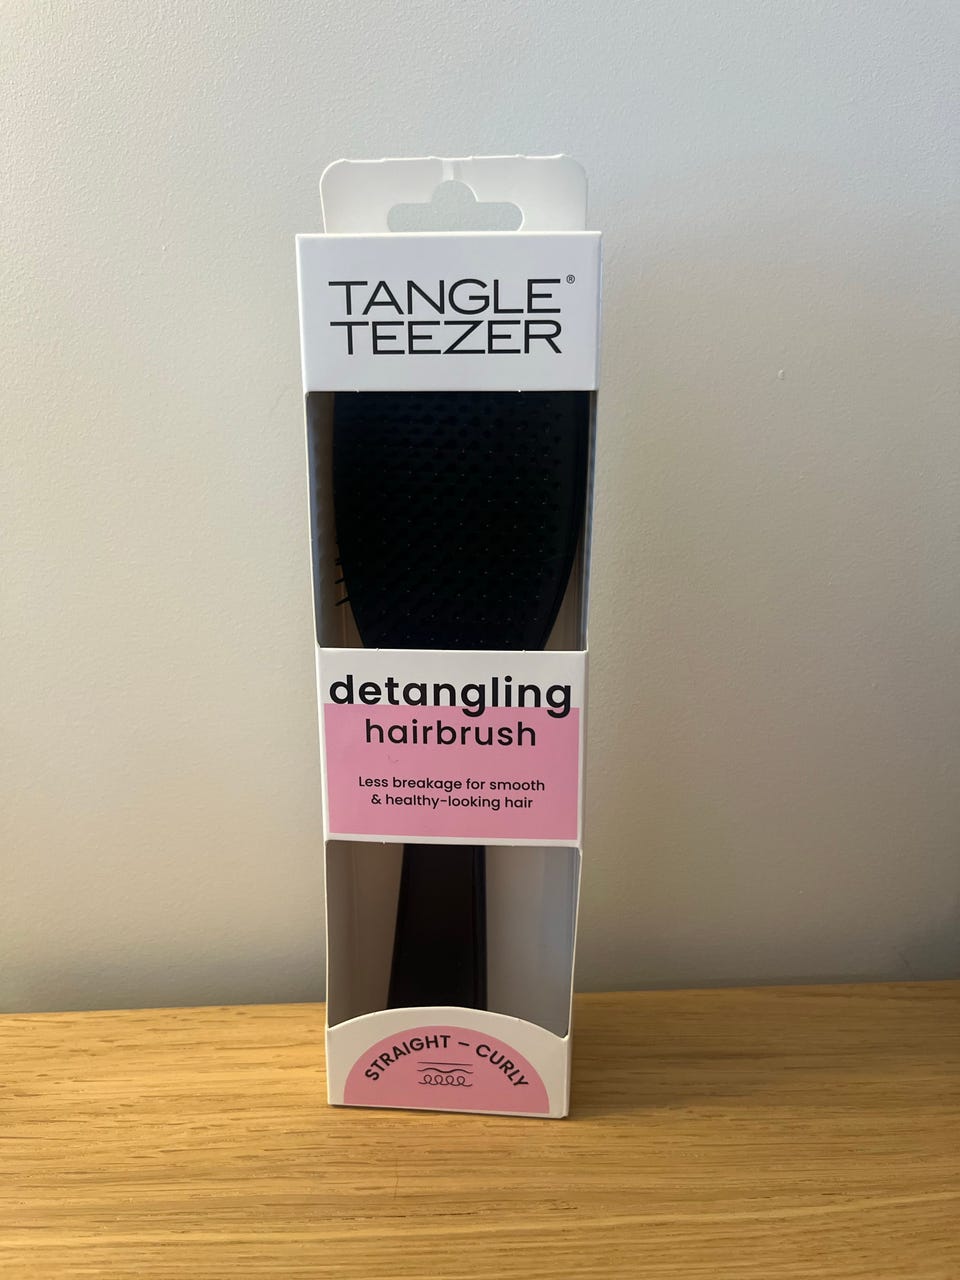 TANGLE®
TEEZER
detangling
hairbrush
Less breakage for smooth
& healthy-looking hair
STRAIGHT – CURLY